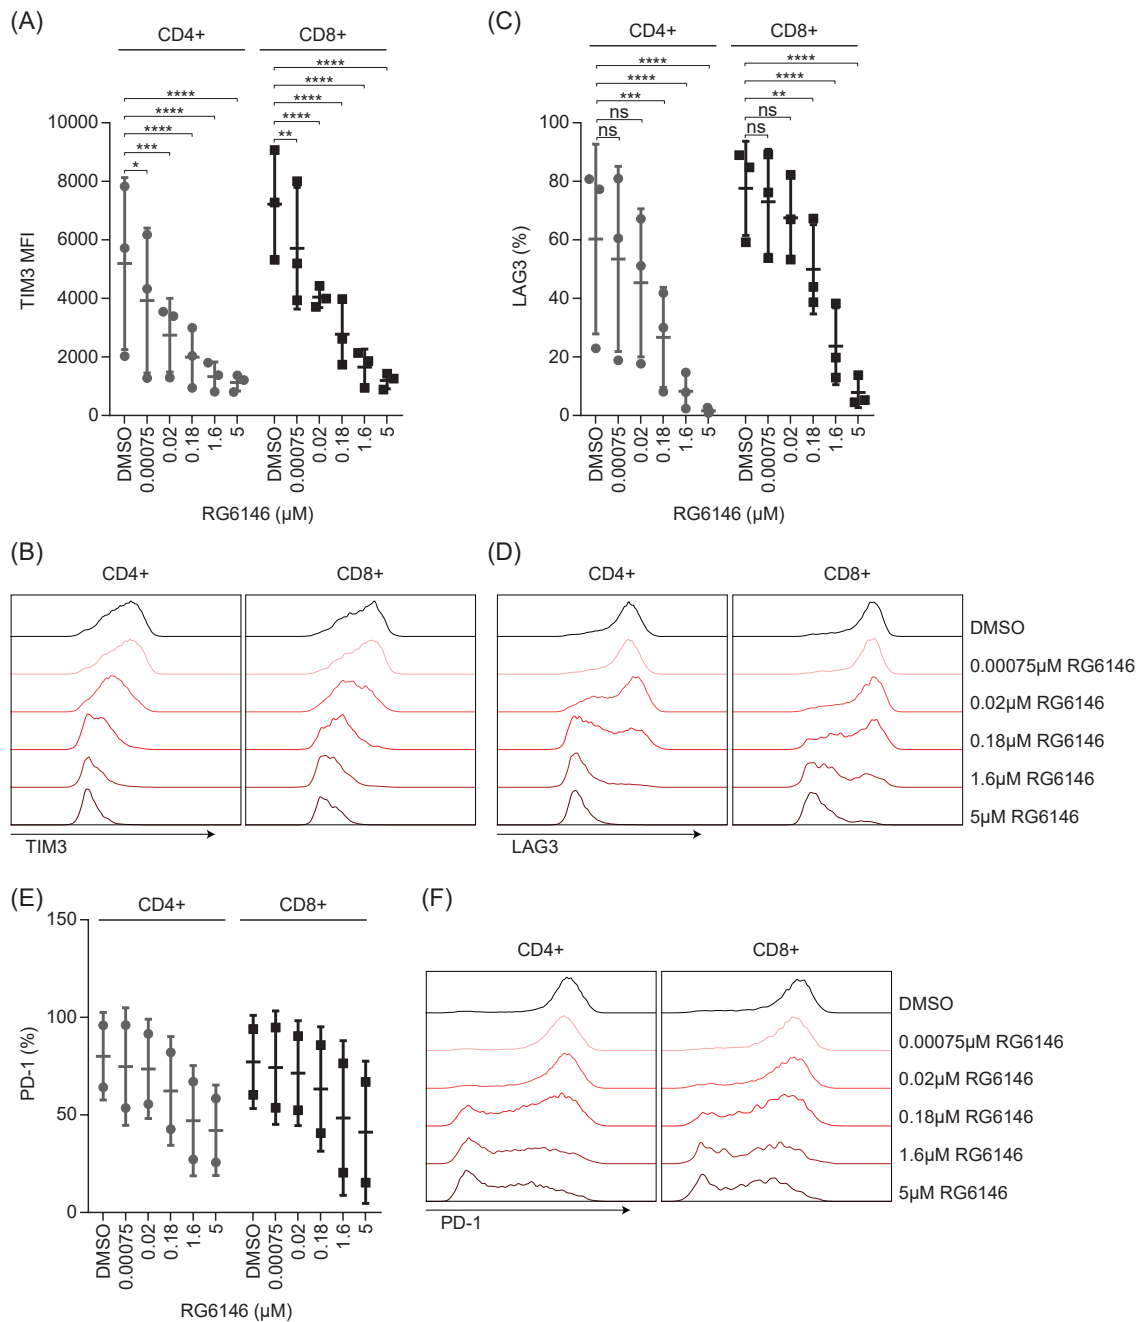 (A)
CD4+
CD8+
****
****
****
***
*
****
****
****
****
**
10000
8000
6000
4000
2000
0
TIM3 MFI
DMSO
0.00075
0.02
0.18
1.6
5
DMSO
0.00075
0.02
0.18
1.6
5
RG6146 (µM)
(C)
CD4+
CD8+
****
****
***
ns
ns
****
****
**
ns
ns
100
80
60
40
20
0
LAG3 (%)
DMSO
0.00075
0.02
0.18
1.6
5
DMSO
0.00075
0.02
0.18
1.6
5
RG6146 (µM)
(B)
CD4+
CD8+
TIM3
(D)
CD4+
CD8+
DMSO
0.00075µM RG6146
0.02µM RG6146
0.18µM RG6146
1.6µM RG6146
5µM RG6146
LAG3
(E)
CD4+
CD8+
150
100
50
0
PD-1 (%)
DMSO
0.00075
0.02
0.18
1.6
5
DMSO
0.00075
0.02
0.18
1.6
5
RG6146 (µM)
(F)
CD4+
CD8+
DMSO
0.00075µM RG6146
0.02µM RG6146
0.18µM RG6146
1.6µM RG6146
5µM RG6146
PD-1